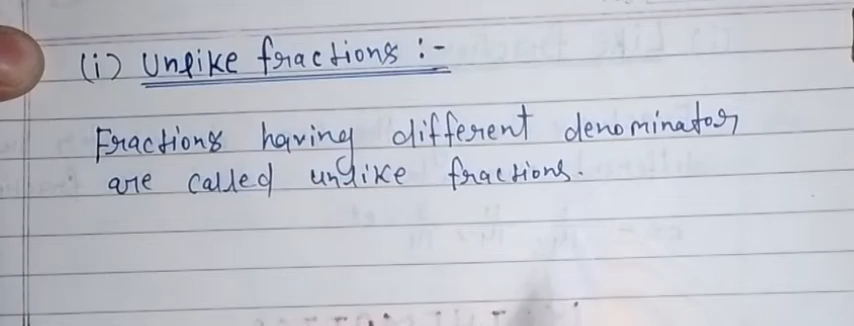 (i) Unlike fractions :-
Fractions having different denominator
are called unlike fractions.